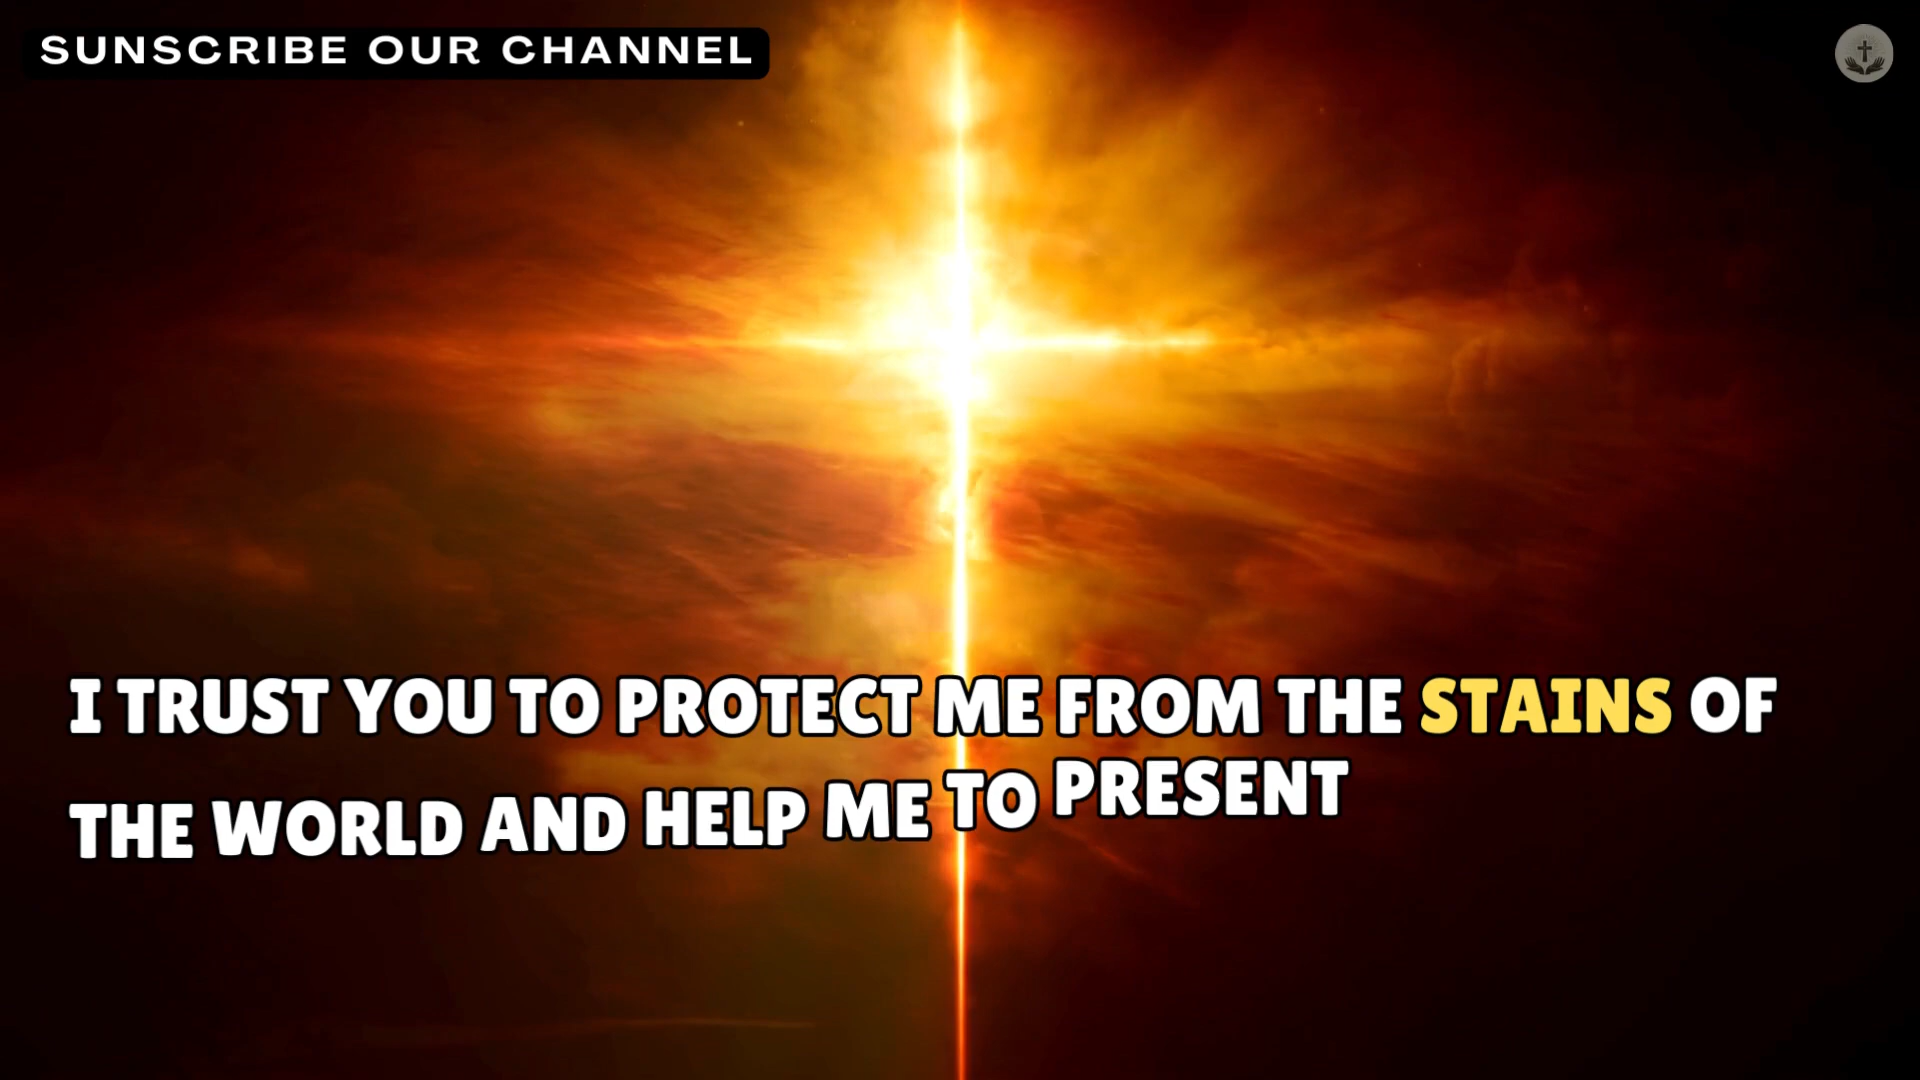 SUNSCRIBE OUR CHANNEL
I TRUST YOU TO PROTECT ME FROM THE STAINS OF
THE WORLD AND HELP ME TO PRESENT